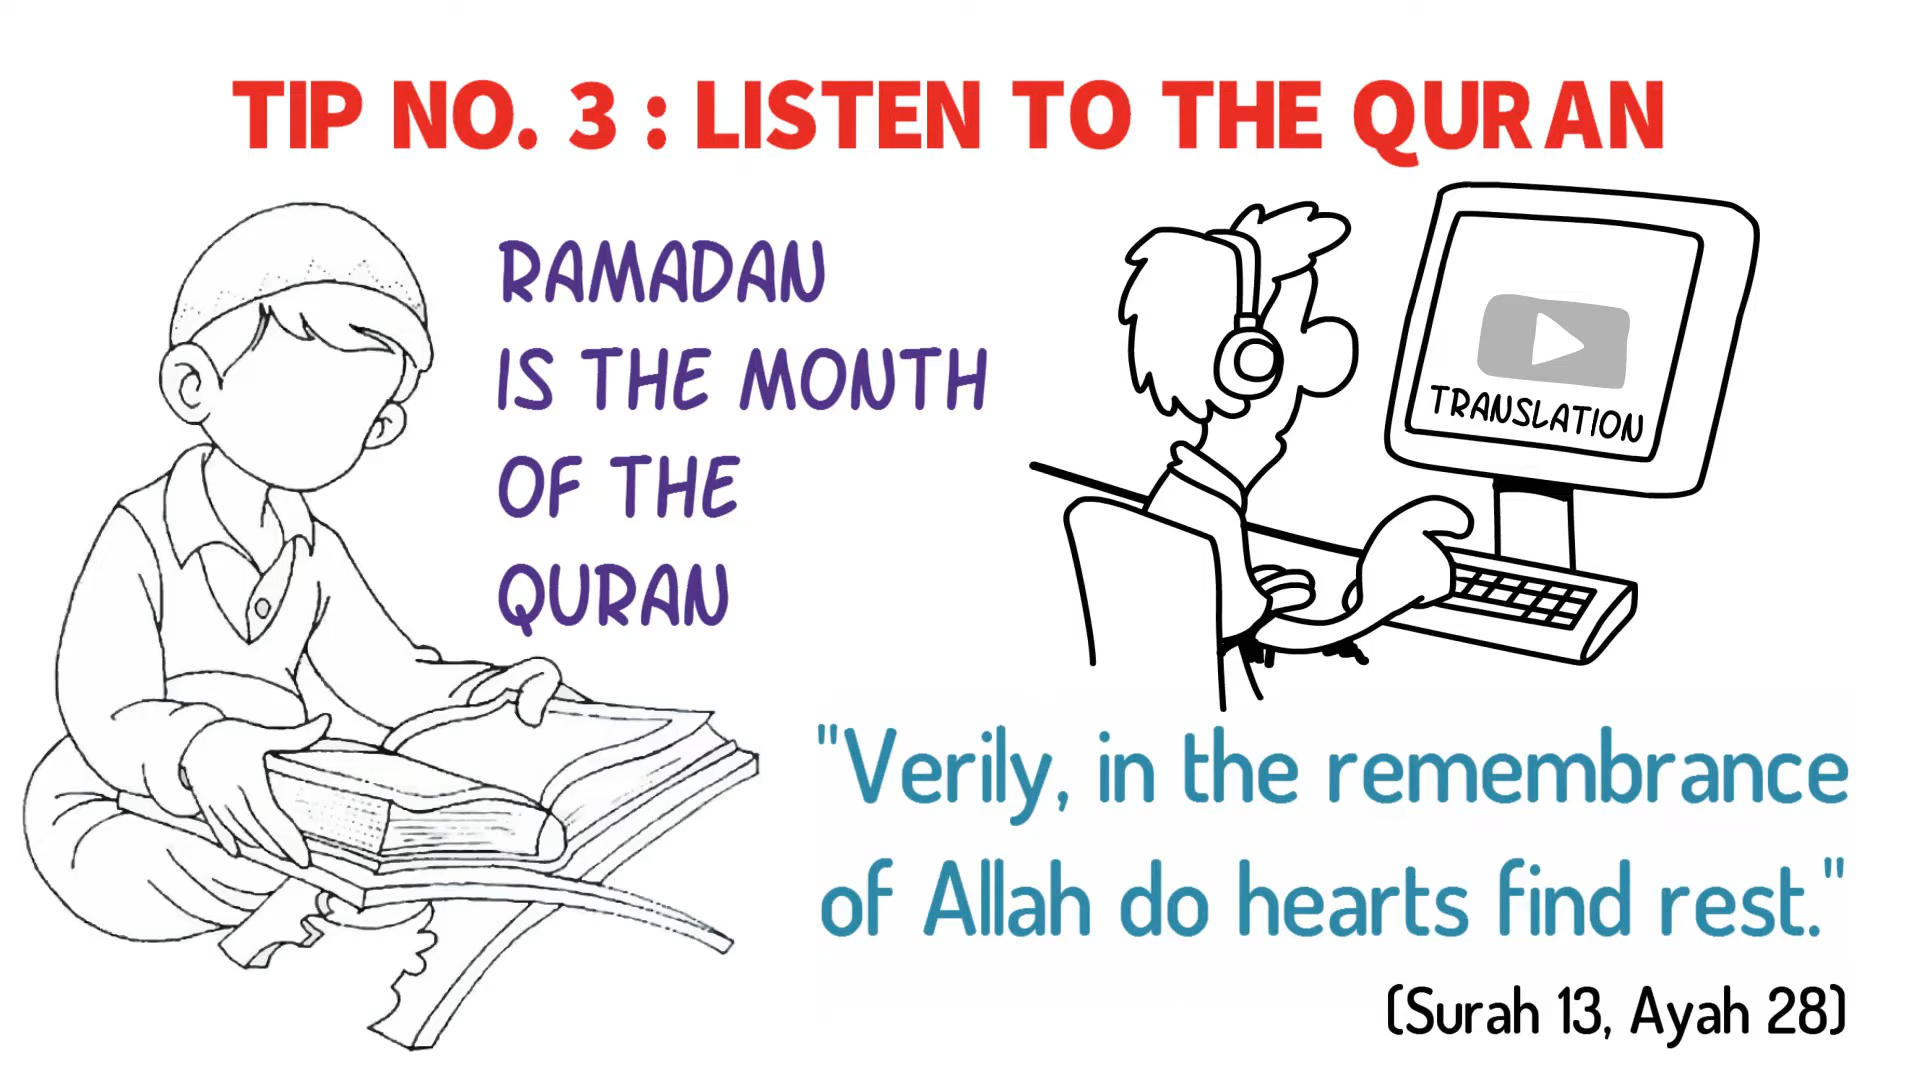 TIP NO. 3 : LISTEN TO THE QURAN
RAMADAN
IS THE MONTH
OF THE
QURAN
TRANSLATION
"Verily, in the remembrance
of Allah do hearts find rest."
(Surah 13, Ayah 28)